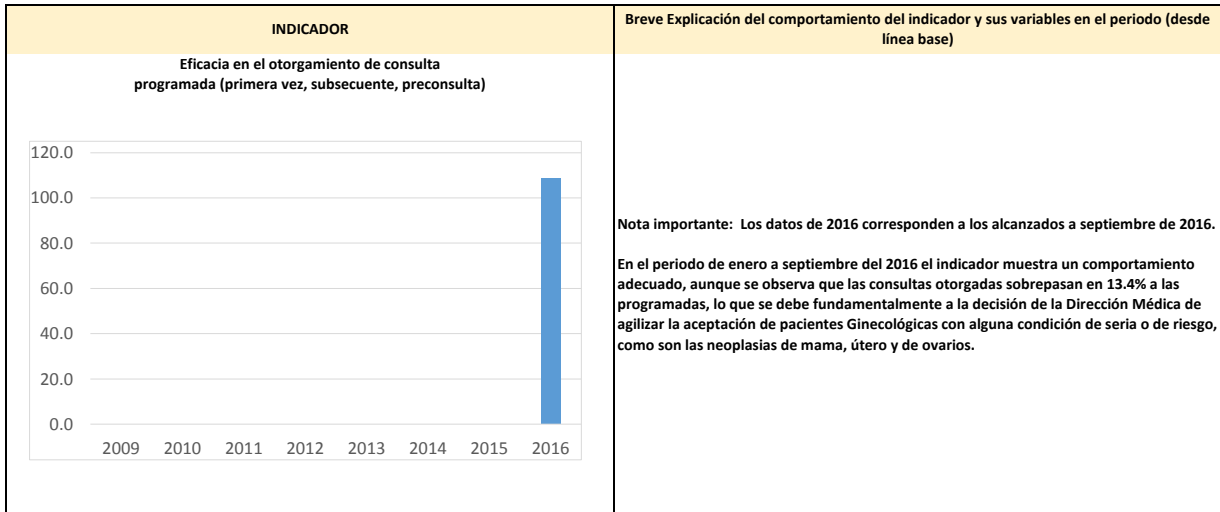 INDICADOR
Breve Explicación del comportamiento del indicador y sus variables en el periodo (desde
línea base)
Eficacia en el otorgamiento de consulta
programada (primera vez, subsecuente, preconsulta)
120.0
100.0
80.0
60.0
40.0
20.0
0.0
2009 2010 2011 2012 2013 2014 2015 2016
Nota importante: Los datos de 2016 corresponden a los alcanzados a septiembre de 2016.
En el periodo de enero a septiembre del 2016 el indicador muestra un comportamiento
adecuado, aunque se observa que las consultas otorgadas sobrepasan en 13.4% a las
programadas, lo que se debe fundamentalmente a la decisión de la Dirección Médica de
agilizar la aceptación de pacientes Ginecológicas con alguna condición de seria o de riesgo,
como son las neoplasias de mama, útero y de ovarios.